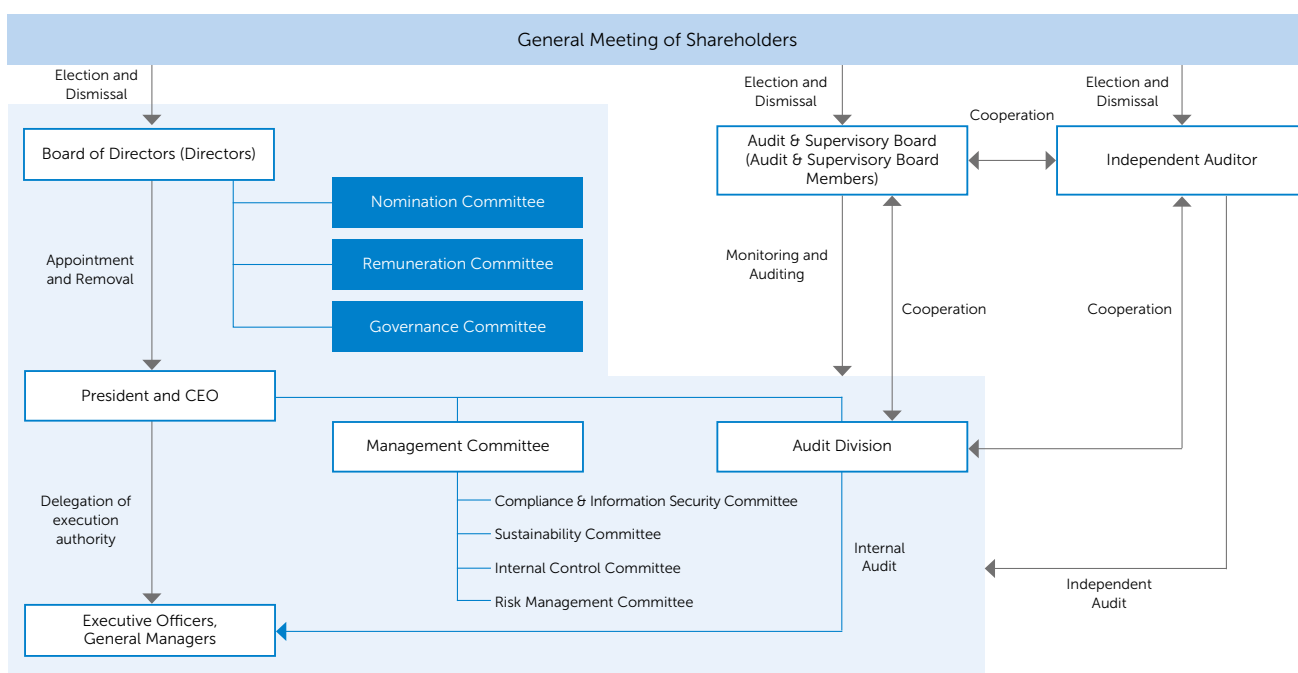 General Meeting of Shareholders
Election and
Dismissal
Election and
Dismissal
Election and
Dismissal
Cooperation
Board of Directors (Directors)
Audit & Supervisory Board
(Audit & Supervisory Board
Members)
Independent Auditor
Nomination Committee
Remuneration Committee
Governance Committee
Appointment
and Removal
Monitoring and
Auditing
Cooperation
Cooperation
President and CEO
Management Committee
Audit Division
Delegation of
execution
authority
Compliance & Information Security Committee
Sustainability Committee
Internal Control Committee
Risk Management Committee
Internal
Audit
Independent
Audit
Executive Officers,
General Managers